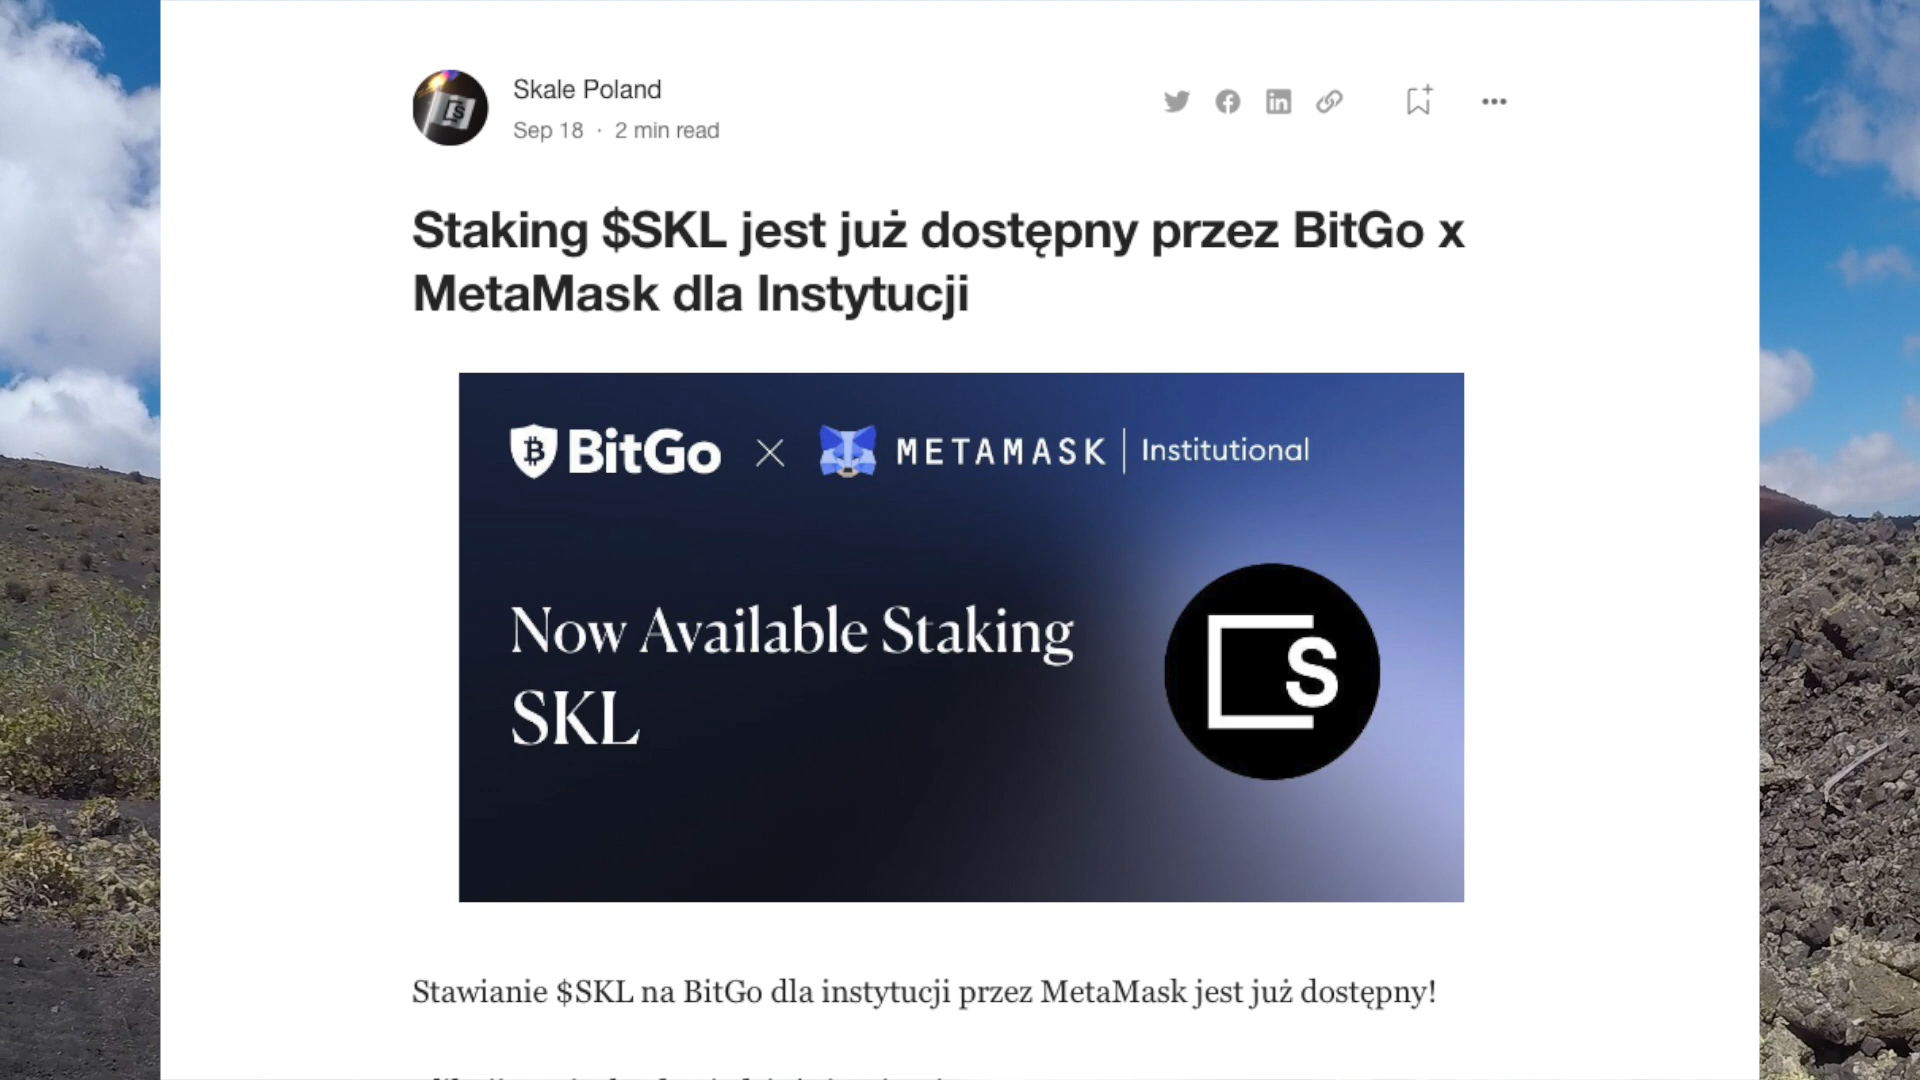 Skale Poland
Sep 18 · 2 min read
Staking $SKL jest już dostępny przez BitGo x
MetaMask dla Instytucji
BitGo × METAMASK | Institutional
Now Available Staking
SKL
S
Stawianie $SKL na BitGo dla instytucji przez MetaMask jest już dostępny!